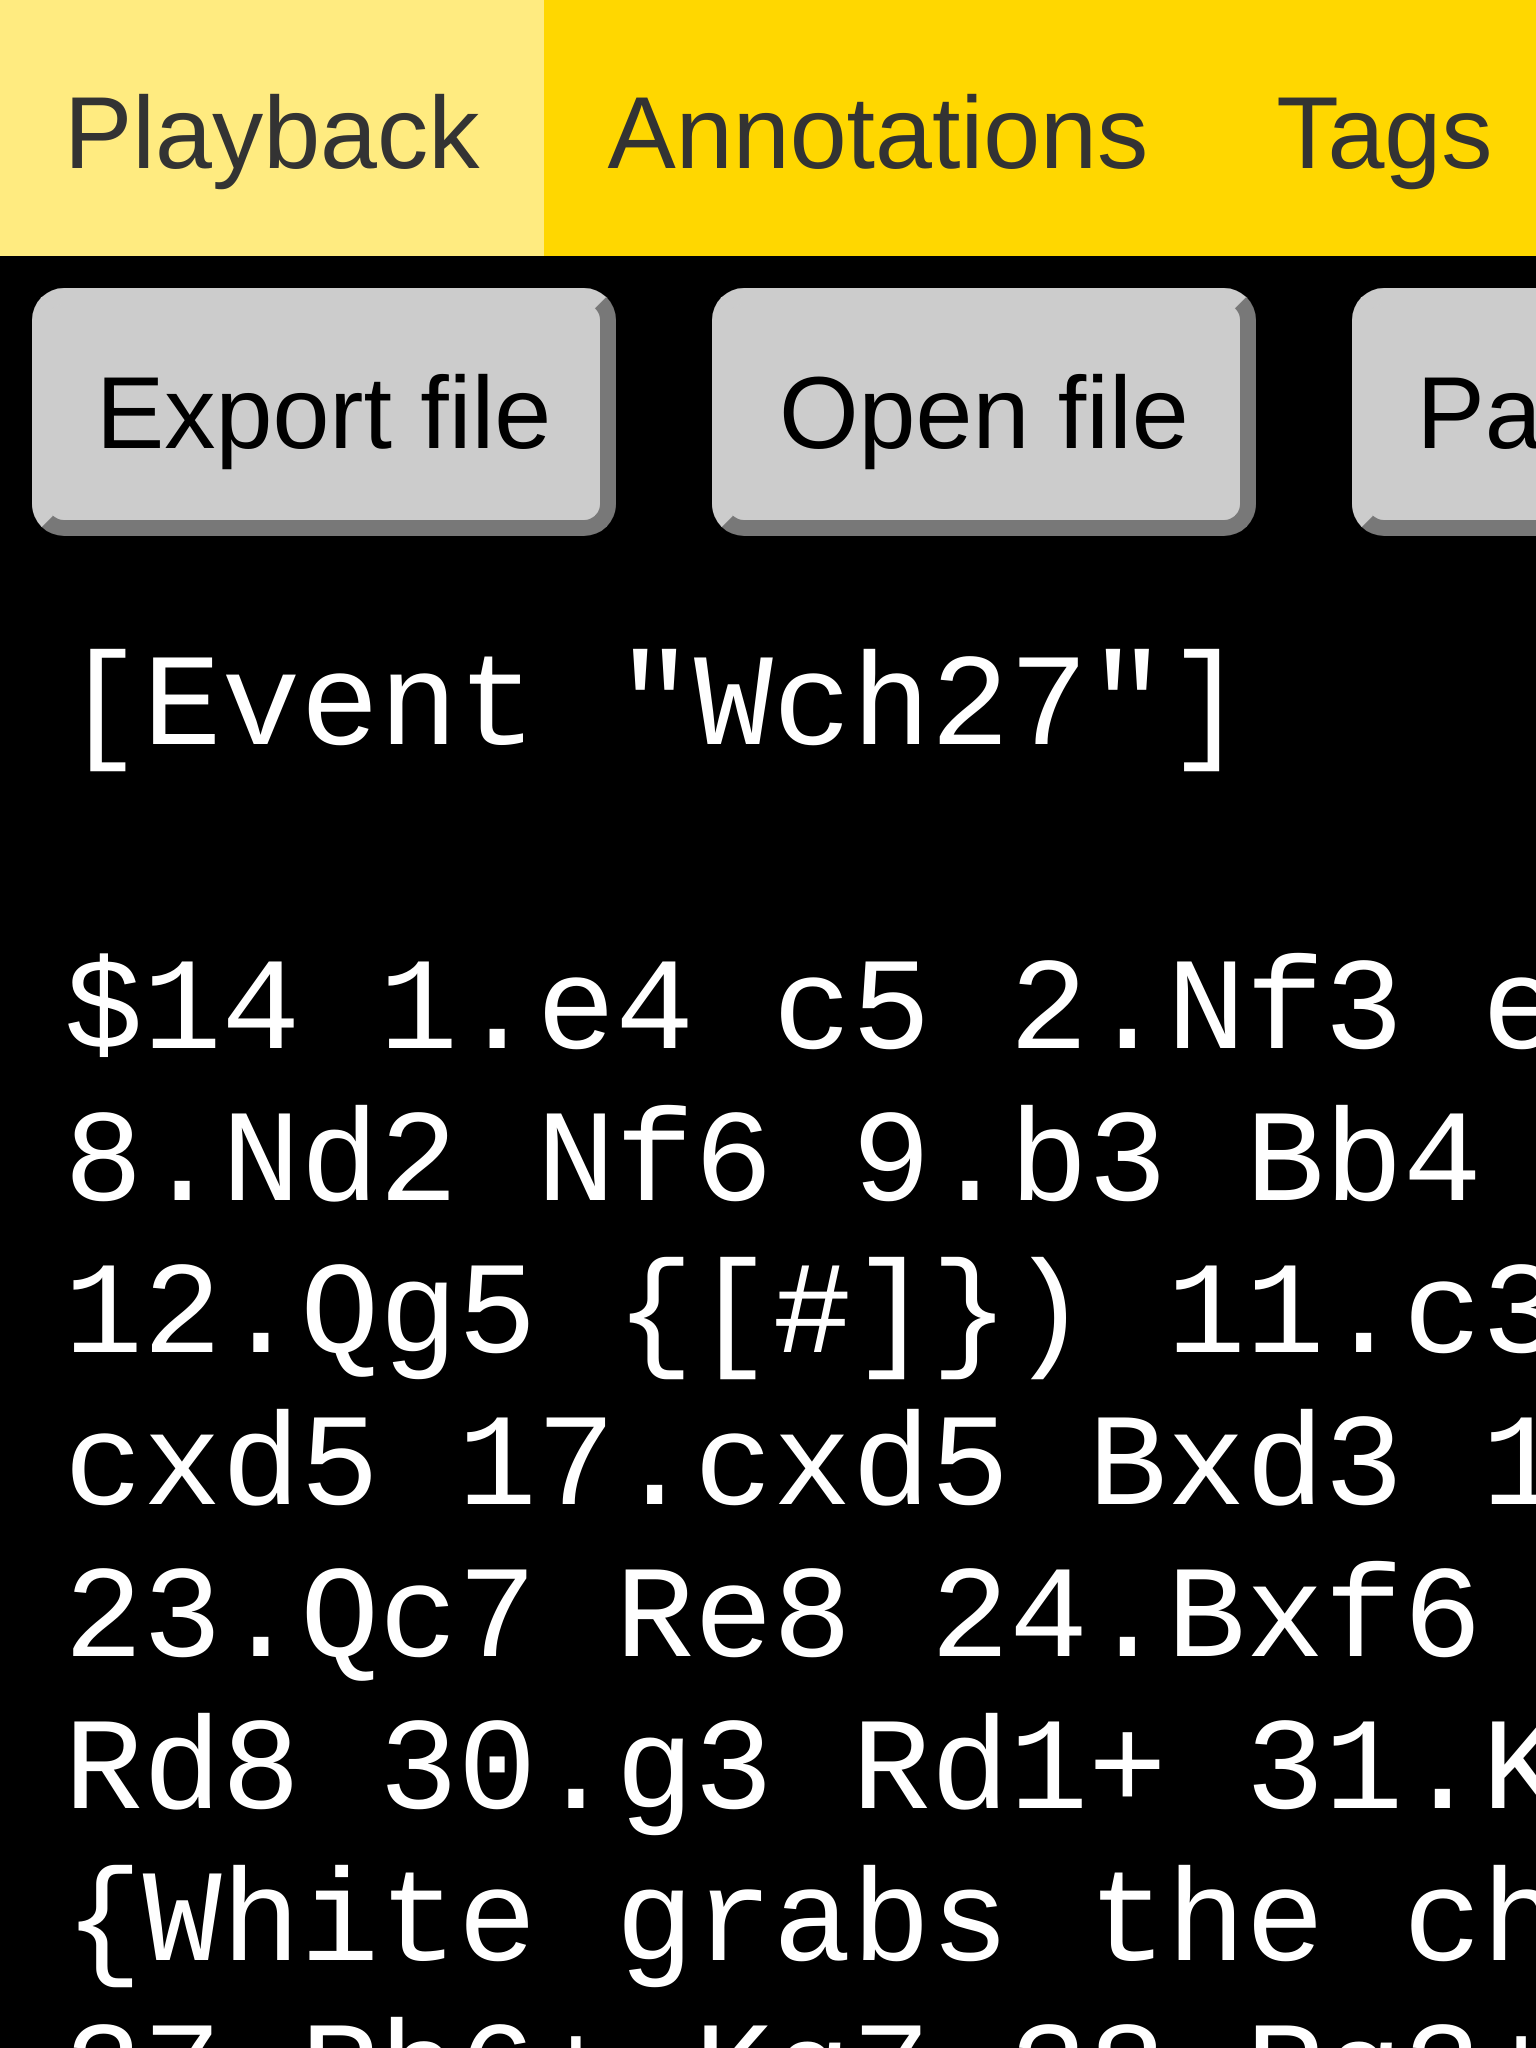 Playback Annotations Tags
Export file Open file Pa
[Event "Wch27"]
$14 1.e4 c5 2.Nf3 e
8.Nd2 Nf6 9.b3 Bb4
12.Qg5 {[#]}) 11.c3
cxd5 17.cxd5 Bxd3 1
23.Qc7 Re8 24.Bxf6
Rd8 30.g3 Rd1+ 31.K
{White grabs the ch